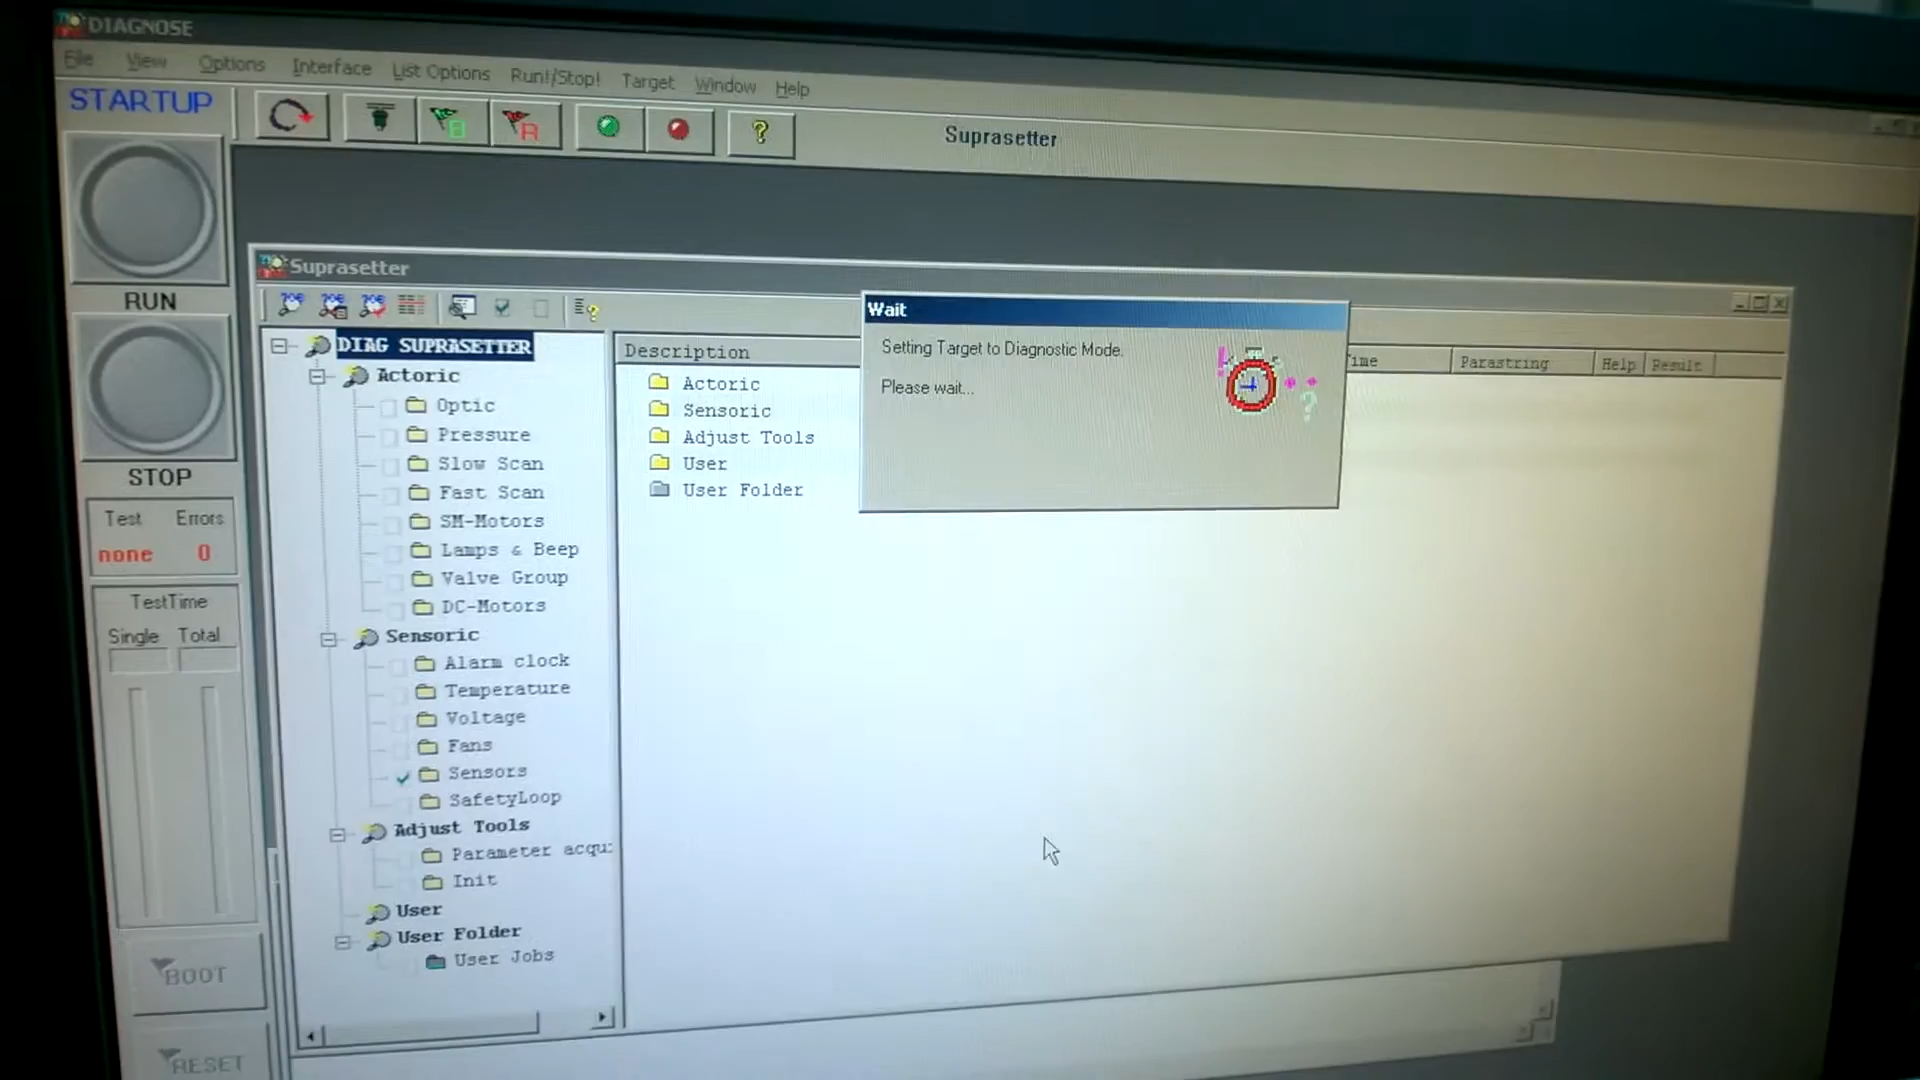 DIAGNOSE
File View Options Interface List Options Run!/Stop! Target Window Help
STARTUP
B R ? Suprasetter
RUN
STOP
Test Errors
none 0
TestTime
Single Total
BOOT
RESET
Suprasetter
DIAG SUPRASETTER
Actoric
Optic
Pressure
Slow Scan
Fast Scan
SM-Motors
Lamps & Beep
Valve Group
DC-Motors
Sensoric
Alarm clock
Temperature
Voltage
Fans
Sensors
SafetyLoop
Adjust Tools
Parameter acqu
Init
User
User Folder
User Jobs
Description ime Parastring Help Result
Actoric
Sensoric
Adjust Tools
User
User Folder
Wait
Setting Target to Diagnostic Mode.
Please wait...